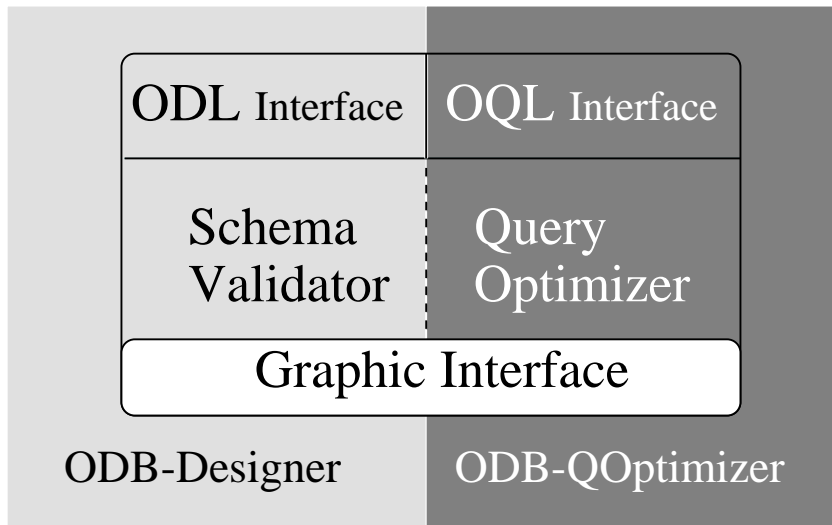 ODL Interface
OQL Interface
Schema
Validator
Query
Optimizer
Graphic Interface
ODB-Designer
ODB-QOptimizer